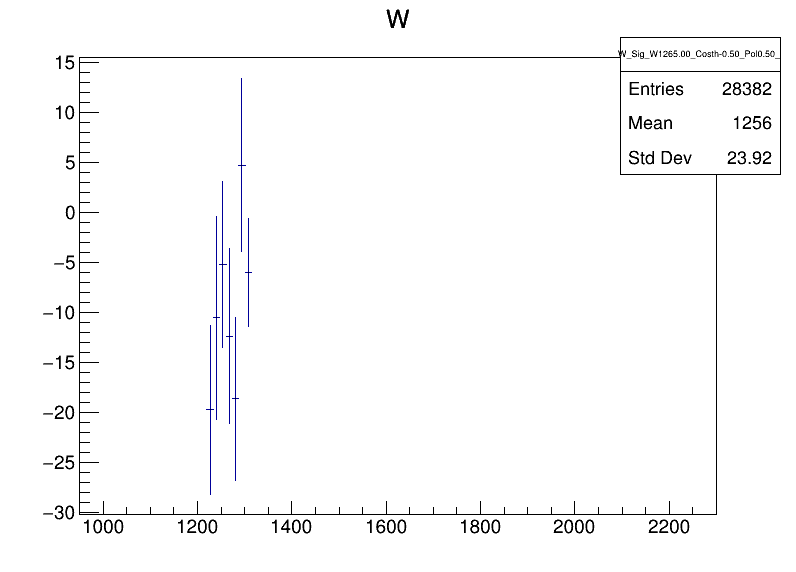 W
W_Sig_W1265.00_Costh-0.50_Pol0.50_
Entries 28382
Mean 1256
Std Dev 23.92
15
10
5
0
−5
−10
−15
−20
−25
−30
1000 1200 1400 1600 1800 2000 2200